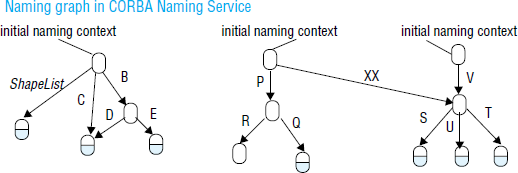 Naming graph in CORBA Naming Service
initial naming context
initial naming context
initial naming context
ShapeList
B
C
D
E
P
XX
V
R
Q
S
U
T